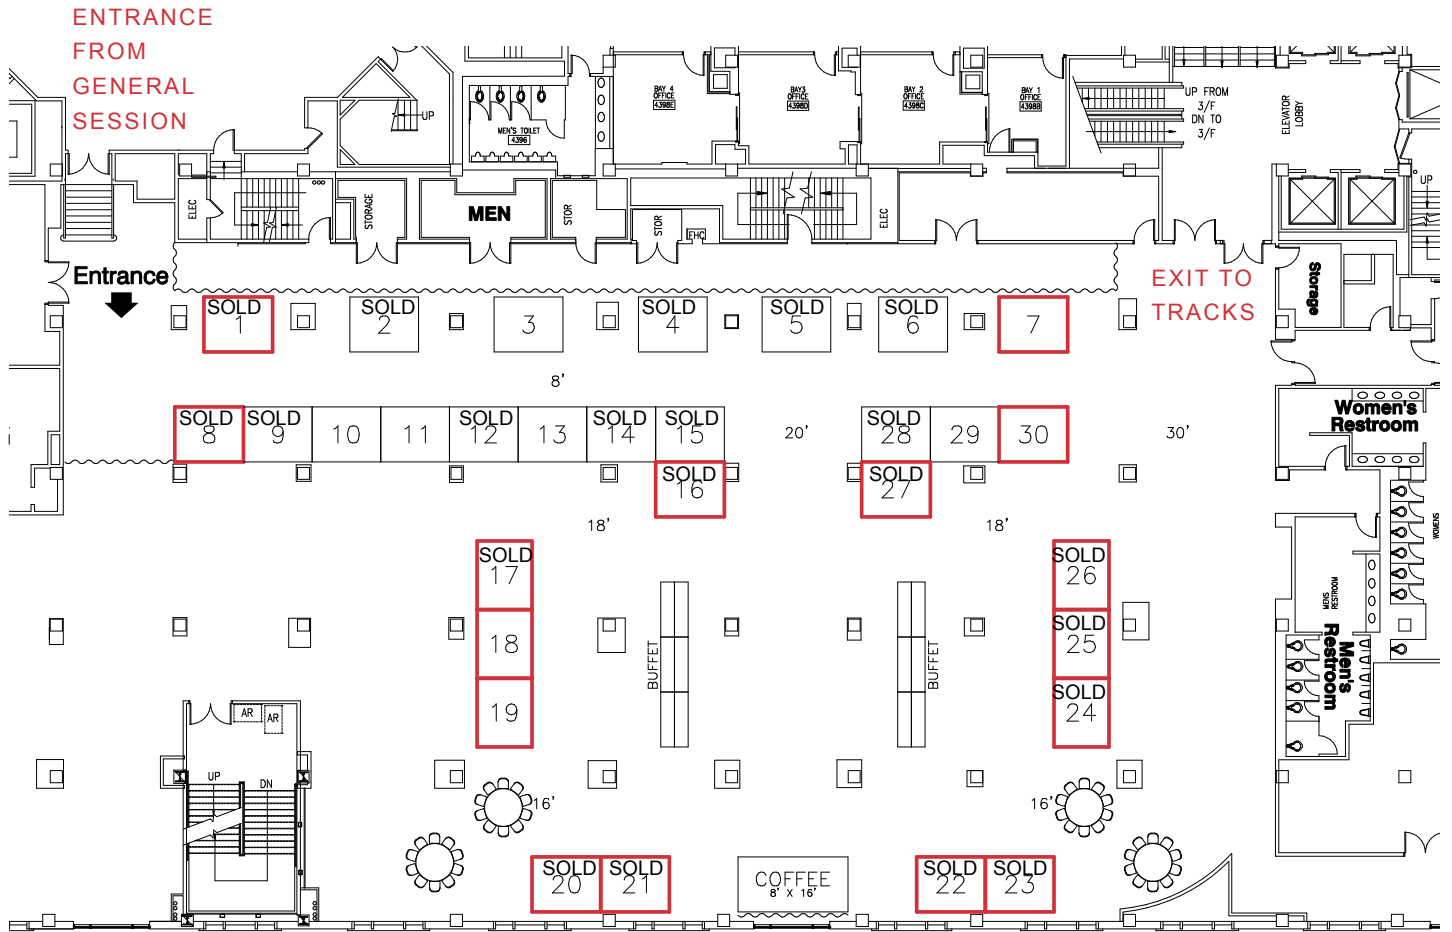 ENTRANCE
FROM
GENERAL
SESSION
UP
MEN'S TOILET
4396
BAY 4
OFFICE
4398E
BAY3
OFFICE
4398D
BAY 2
OFFICE
4398C
BAY 1
OFFICE
4398B
UP FROM
3/F
DN TO
3/F
ELEVATOR
LOBBY
UP
ELEC
STORAGE
MEN
STOR
STOR
FHC
ELEC
Entrance
EXIT TO
TRACKS
Storage
SOLD
1
SOLD
2
3
SOLD
4
SOLD
5
SOLD
6
7
8'
SOLD
8
SOLD
9
10
11
SOLD
12
13
SOLD
14
SOLD
15
20'
SOLD
28
29
30
30'
Women's
Restroom
SOLD
16
SOLD
27
18'
18'
WOMENS
SOLD
17
18
19
BUFFET
BUFFET
SOLD
26
SOLD
25
SOLD
24
MENS
RESTROOM
Men's
Restroom
AR
AR
UP
DN
16'
16'
SOLD
20
SOLD
21
COFFEE
8' X 16'
SOLD
22
SOLD
23